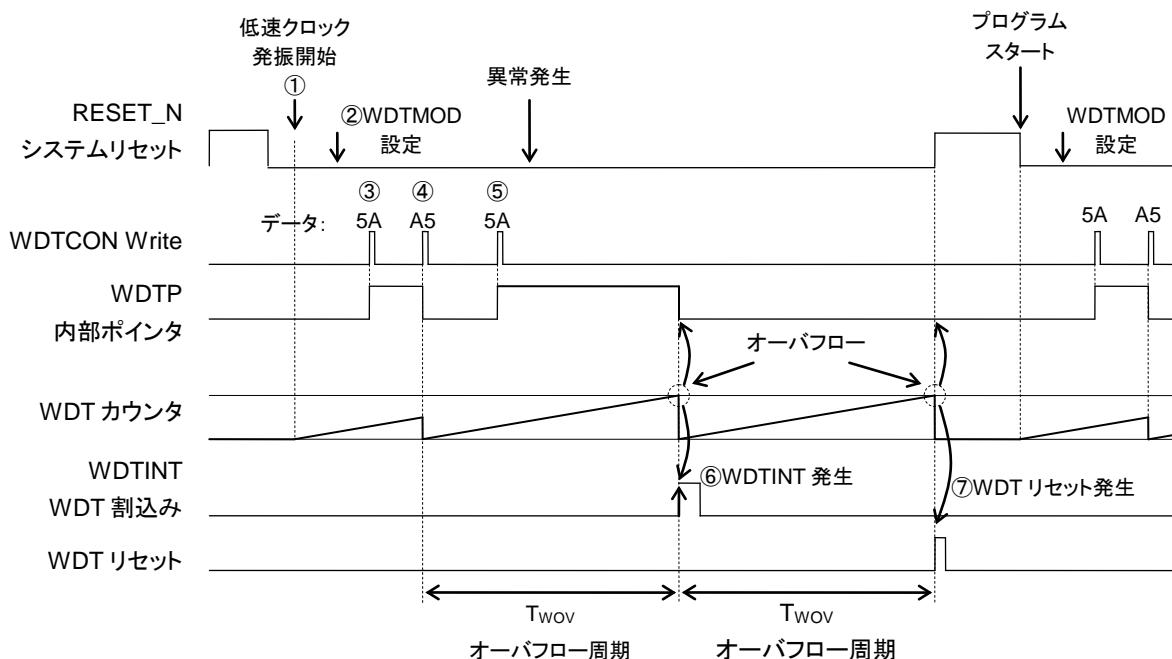 低速クロック
発振開始
①
プログラム
スタート
異常発生
RESET_N
システムリセット
②WDTMOD
設定
WDTMOD
設定
③ ④ ⑤
データ: 5A A5 5A
5A A5
WDTCON Write
WDTP
内部ポインタ
オーバフロー
WDT カウンタ
WDTINT
WDT 割込み
⑥WDTINT 発生
⑦WDT リセット発生
WDT リセット
TWOV
オーバフロー周期
TWOV
オーバフロー周期